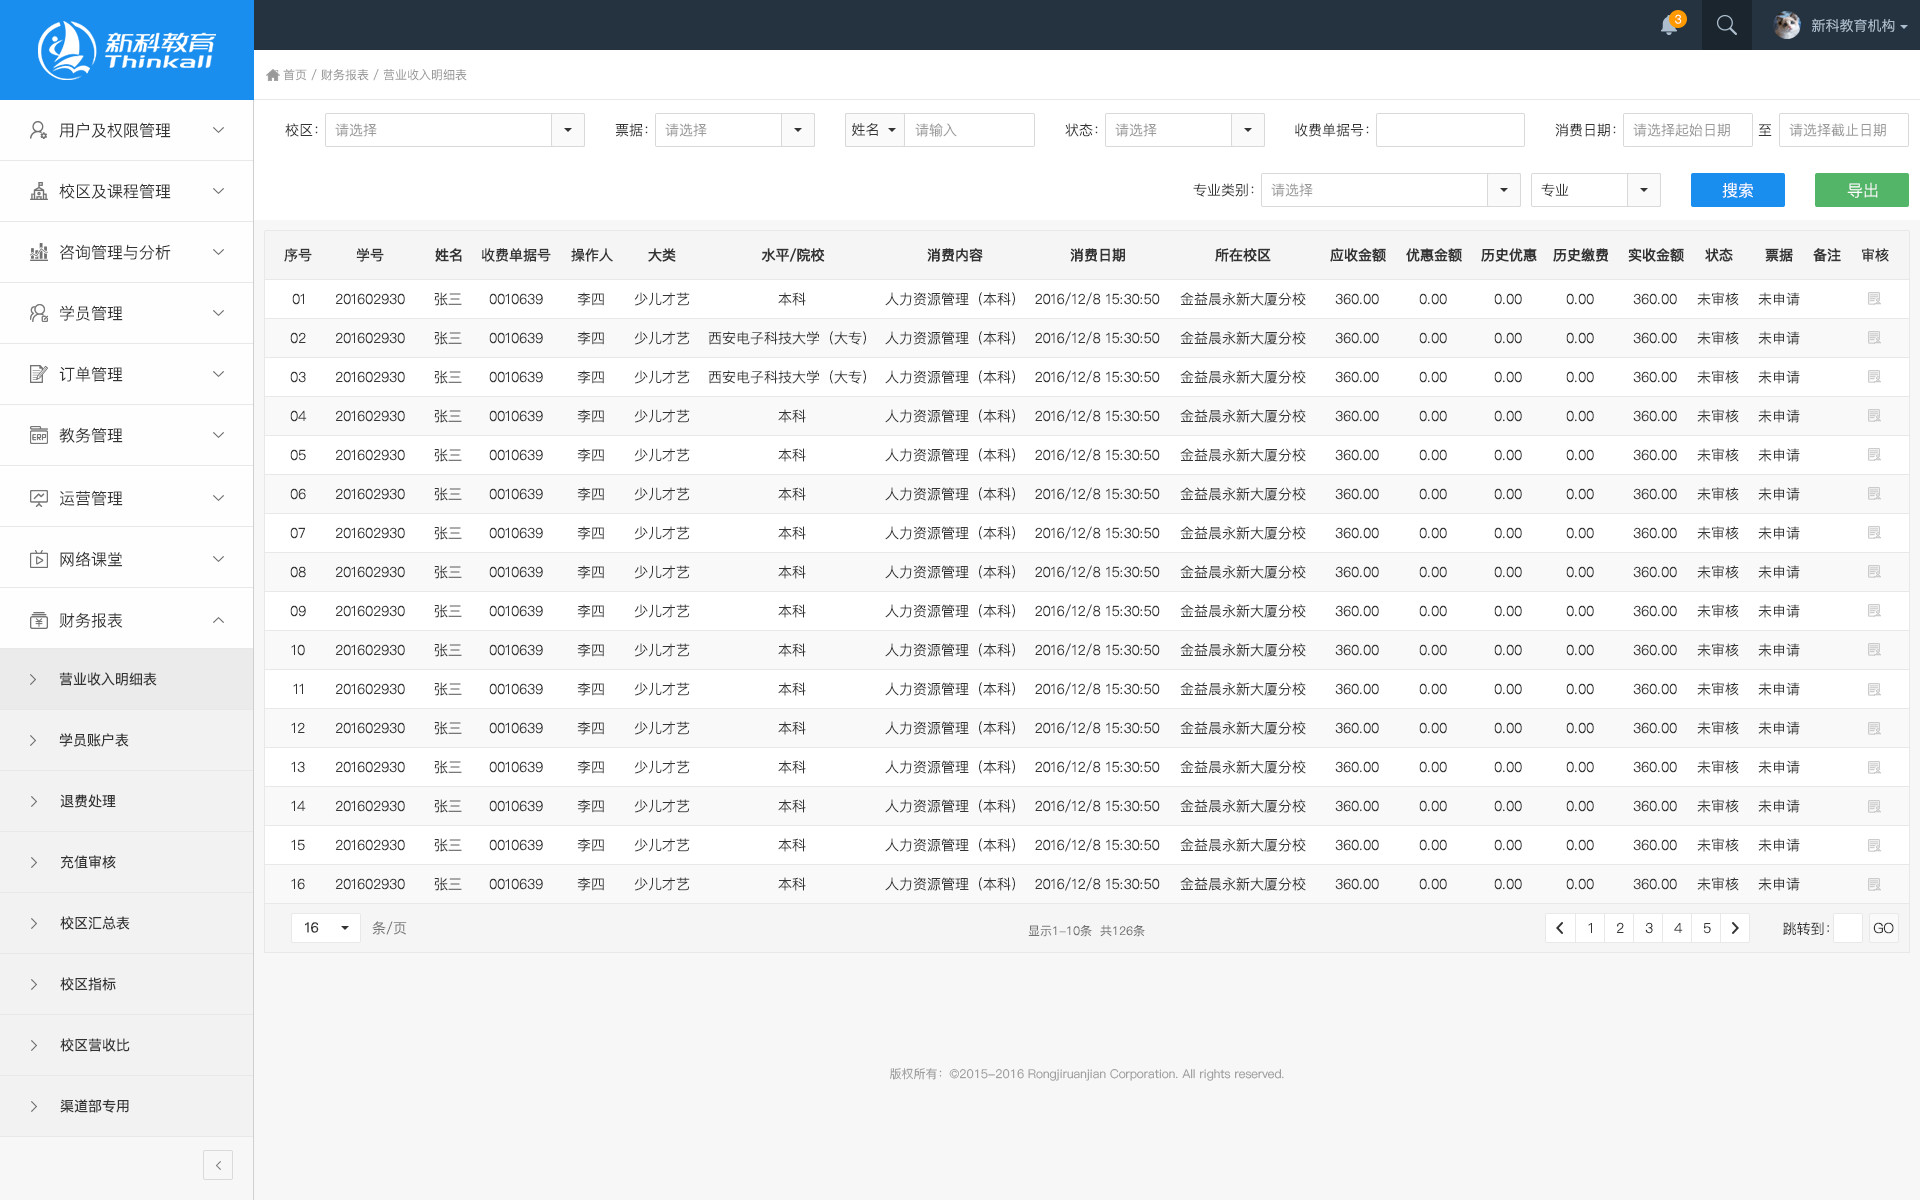 新科教育
Thinkall
3
新科教育机构
首页 / 财务报表 / 营业收入明细表
用户及权限管理
校区及课程管理
咨询管理与分析
学员管理
订单管理
教务管理
ERP
运营管理
网络课堂
财务报表
营业收入明细表
学员账户表
退费处理
充值审核
校区汇总表
校区指标
校区营收比
渠道部专用
校区: 请选择 票据: 请选择 姓名 请输入 状态: 请选择 收费单据号: 消费日期: 请选择起始日期 至 请选择截止日期
专业类别: 请选择 专业 搜索 导出
序号 学号 姓名 收费单据号 操作人 大类 水平/院校 消费内容 消费日期 所在校区 应收金额 优惠金额 历史优惠 历史缴费 实收金额 状态 票据 备注 审核
01 201602930 张三 0010639 李四 少儿才艺 本科 人力资源管理（本科） 2016/12/8 15:30:50 金益晨永新大厦分校 360.00 0.00 0.00 0.00 360.00 未审核 未申请
02 201602930 张三 0010639 李四 少儿才艺 西安电子科技大学（大专） 人力资源管理（本科） 2016/12/8 15:30:50 金益晨永新大厦分校 360.00 0.00 0.00 0.00 360.00 未审核 未申请
03 201602930 张三 0010639 李四 少儿才艺 西安电子科技大学（大专） 人力资源管理（本科） 2016/12/8 15:30:50 金益晨永新大厦分校 360.00 0.00 0.00 0.00 360.00 未审核 未申请
04 201602930 张三 0010639 李四 少儿才艺 本科 人力资源管理（本科） 2016/12/8 15:30:50 金益晨永新大厦分校 360.00 0.00 0.00 0.00 360.00 未审核 未申请
05 201602930 张三 0010639 李四 少儿才艺 本科 人力资源管理（本科） 2016/12/8 15:30:50 金益晨永新大厦分校 360.00 0.00 0.00 0.00 360.00 未审核 未申请
06 201602930 张三 0010639 李四 少儿才艺 本科 人力资源管理（本科） 2016/12/8 15:30:50 金益晨永新大厦分校 360.00 0.00 0.00 0.00 360.00 未审核 未申请
07 201602930 张三 0010639 李四 少儿才艺 本科 人力资源管理（本科） 2016/12/8 15:30:50 金益晨永新大厦分校 360.00 0.00 0.00 0.00 360.00 未审核 未申请
08 201602930 张三 0010639 李四 少儿才艺 本科 人力资源管理（本科） 2016/12/8 15:30:50 金益晨永新大厦分校 360.00 0.00 0.00 0.00 360.00 未审核 未申请
09 201602930 张三 0010639 李四 少儿才艺 本科 人力资源管理（本科） 2016/12/8 15:30:50 金益晨永新大厦分校 360.00 0.00 0.00 0.00 360.00 未审核 未申请
10 201602930 张三 0010639 李四 少儿才艺 本科 人力资源管理（本科） 2016/12/8 15:30:50 金益晨永新大厦分校 360.00 0.00 0.00 0.00 360.00 未审核 未申请
11 201602930 张三 0010639 李四 少儿才艺 本科 人力资源管理（本科） 2016/12/8 15:30:50 金益晨永新大厦分校 360.00 0.00 0.00 0.00 360.00 未审核 未申请
12 201602930 张三 0010639 李四 少儿才艺 本科 人力资源管理（本科） 2016/12/8 15:30:50 金益晨永新大厦分校 360.00 0.00 0.00 0.00 360.00 未审核 未申请
13 201602930 张三 0010639 李四 少儿才艺 本科 人力资源管理（本科） 2016/12/8 15:30:50 金益晨永新大厦分校 360.00 0.00 0.00 0.00 360.00 未审核 未申请
14 201602930 张三 0010639 李四 少儿才艺 本科 人力资源管理（本科） 2016/12/8 15:30:50 金益晨永新大厦分校 360.00 0.00 0.00 0.00 360.00 未审核 未申请
15 201602930 张三 0010639 李四 少儿才艺 本科 人力资源管理（本科） 2016/12/8 15:30:50 金益晨永新大厦分校 360.00 0.00 0.00 0.00 360.00 未审核 未申请
16 201602930 张三 0010639 李四 少儿才艺 本科 人力资源管理（本科） 2016/12/8 15:30:50 金益晨永新大厦分校 360.00 0.00 0.00 0.00 360.00 未审核 未申请
16 条/页 显示1-10条 共126条 1 2 3 4 5 跳转到: GO
版权所有：©2015-2016 Rongjiruanjian Corporation. All rights reserved.